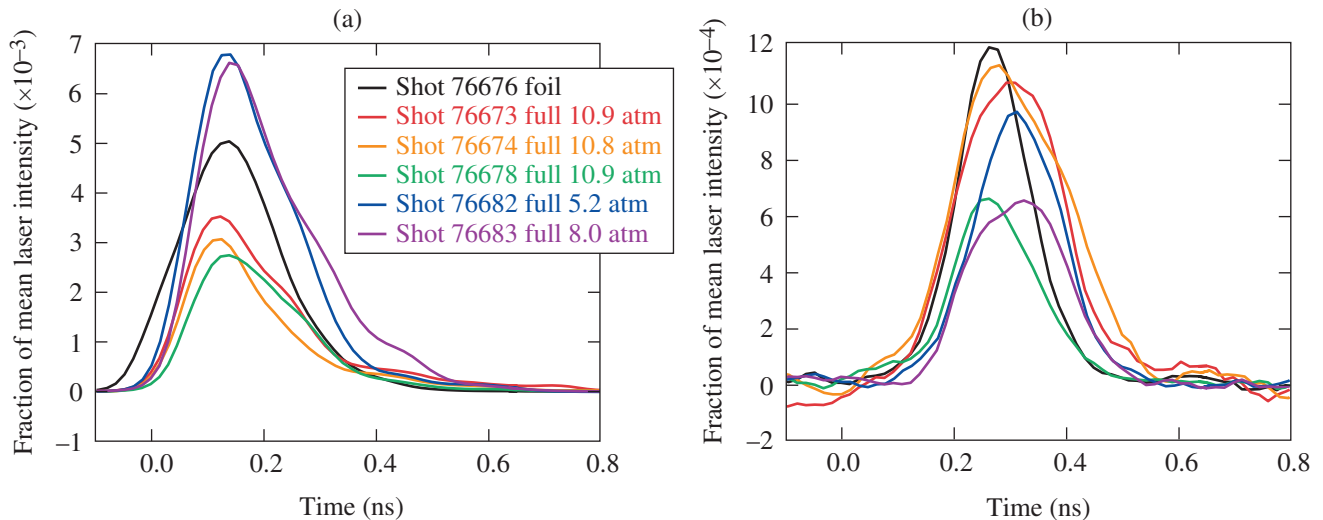 (a)
Fraction of mean laser intensity (×10–3)
7
6
5
4
3
2
1
0
–1
0.0 0.2 0.4 0.6 0.8
Time (ns)
Shot 76676 foil
Shot 76673 full 10.9 atm
Shot 76674 full 10.8 atm
Shot 76678 full 10.9 atm
Shot 76682 full 5.2 atm
Shot 76683 full 8.0 atm
(b)
Fraction of mean laser intensity (×10–4)
12
10
8
6
4
2
0
–2
0.0 0.2 0.4 0.6 0.8
Time (ns)